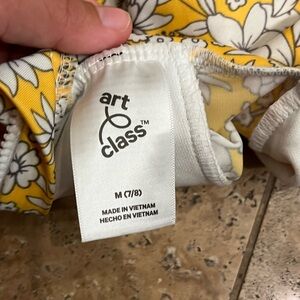 art
class™
M (7/8)
MADE IN VIETNAM
HECHO EN VIETNAM